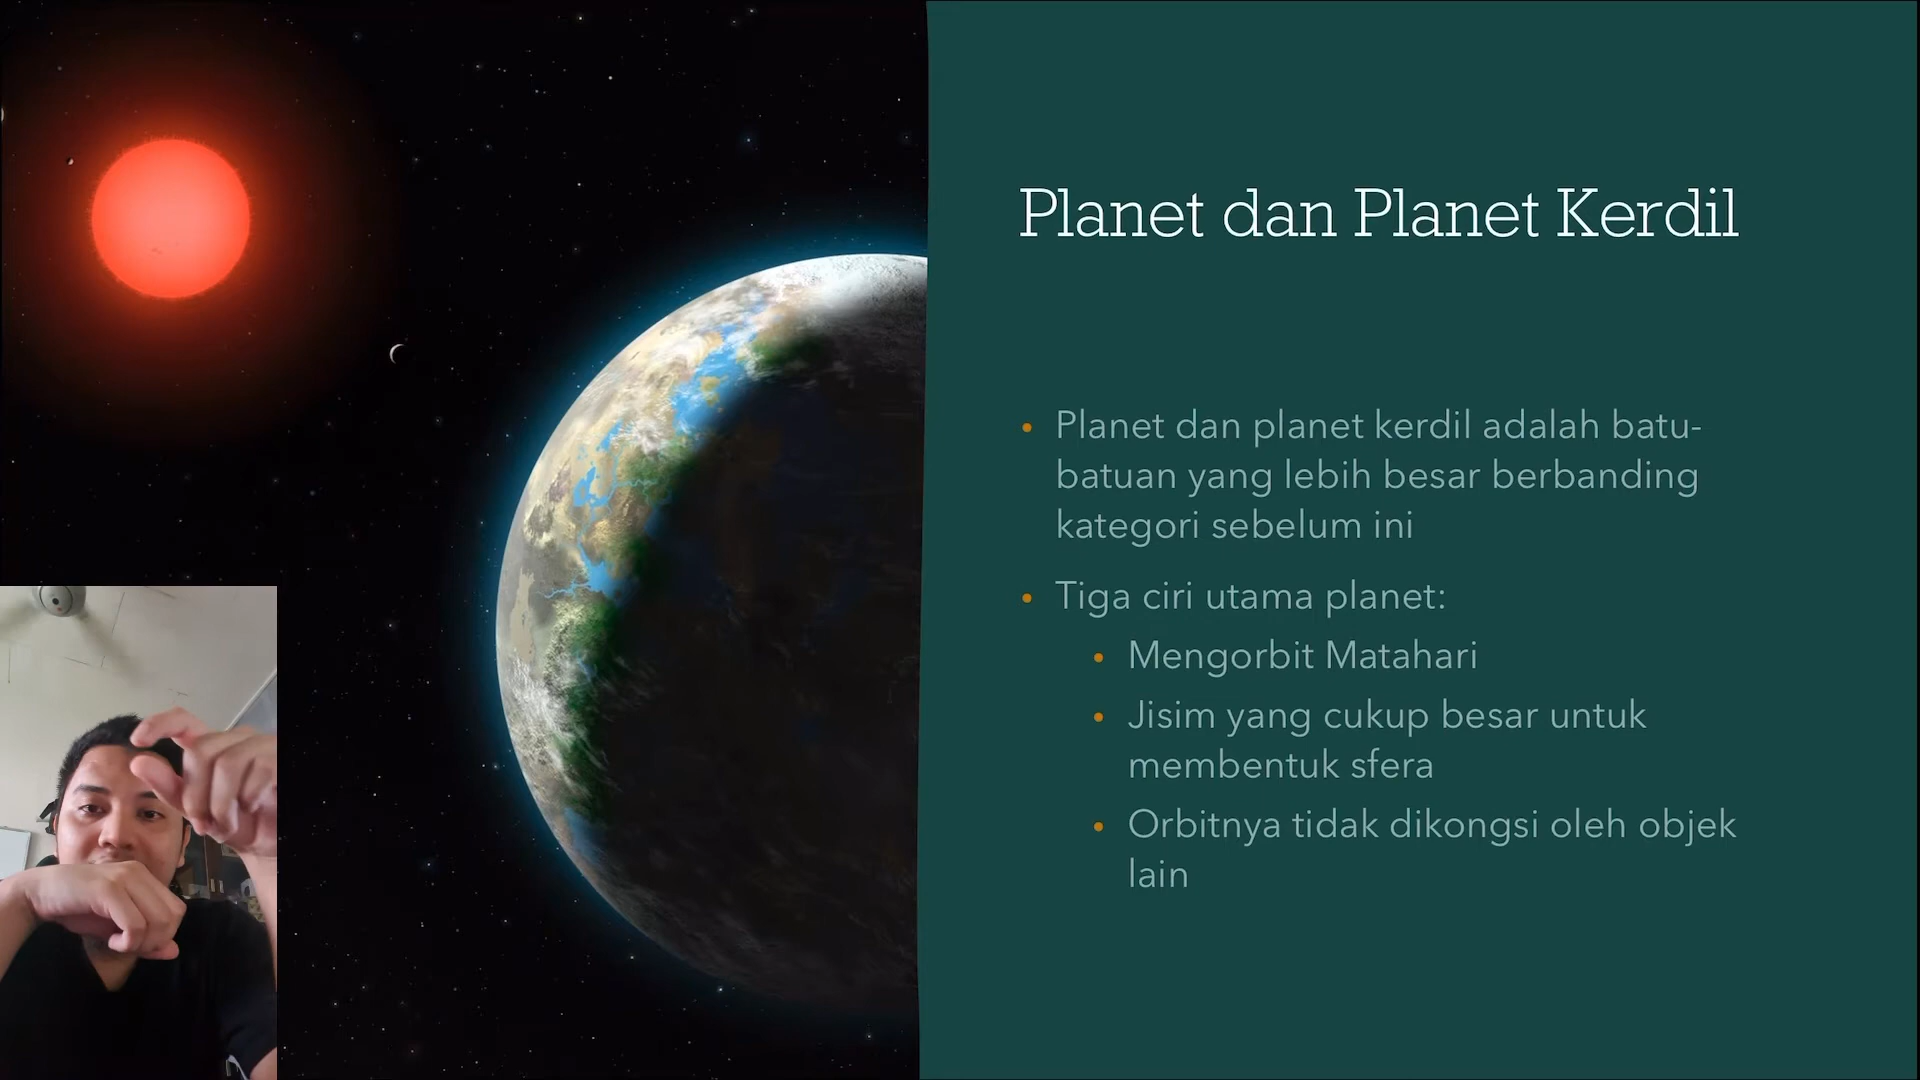 Planet dan Planet Kerdil
Planet dan planet kerdil adalah batu-
batuan yang lebih besar berbanding
kategori sebelum ini
Tiga ciri utama planet:
Mengorbit Matahari
Jisim yang cukup besar untuk
membentuk sfera
Orbitnya tidak dikongsi oleh objek
lain